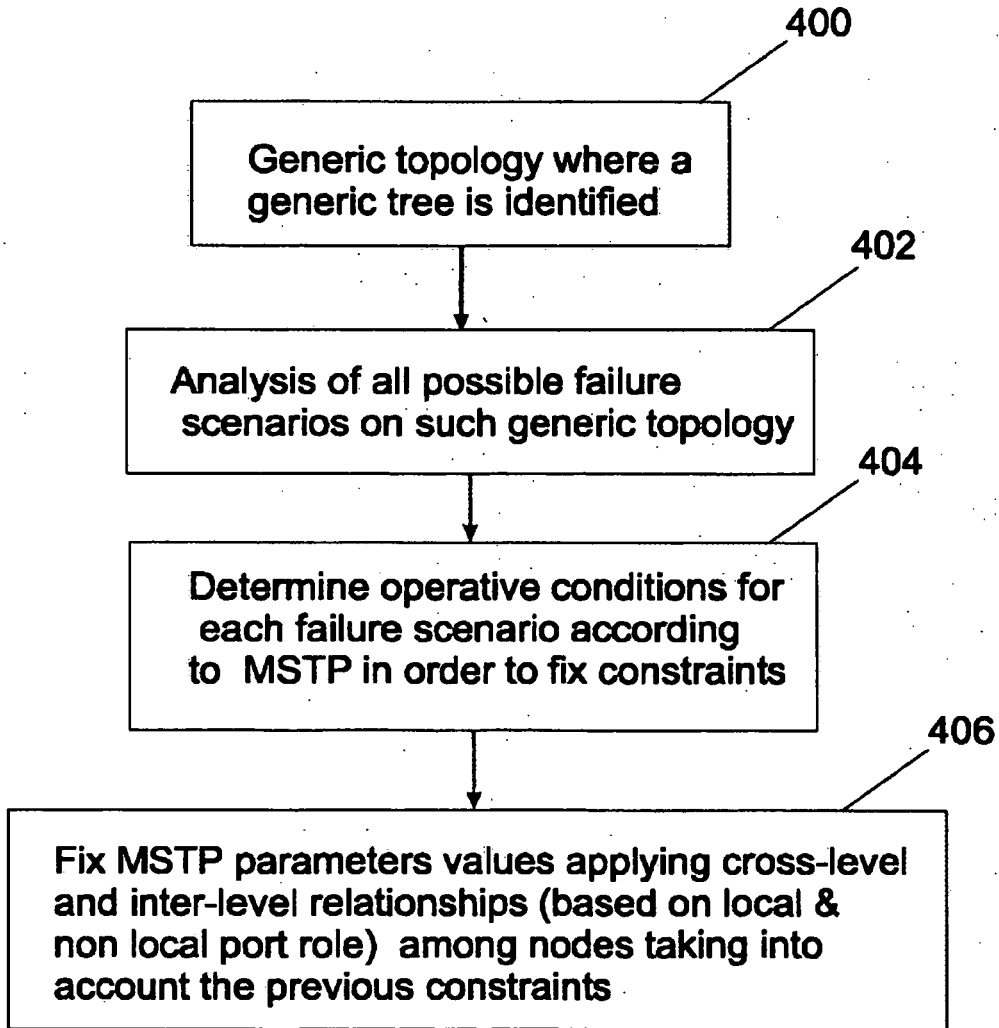 400
Generic topology where a
generic tree is identified
402
Analysis of all possible failure
scenarios on such generic topology
404
Determine operative conditions for
each failure scenario according
to MSTP in order to fix constraints
406
Fix MSTP parameters values applying cross-level
and inter-level relationships (based on local &
non local port role) among nodes taking into
account the previous constraints